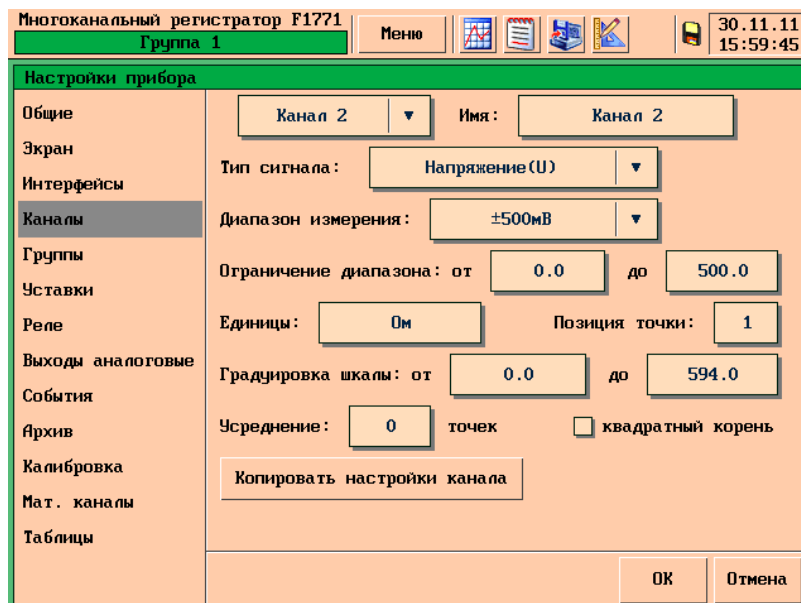 Многоканальный регистратор F1771
Группа 1
Меню
30.11.11
15:59:45
Настройки прибора
Общие
Экран
Интерфейсы
Каналы
Группы
Уставки
Реле
Выходы аналоговые
События
Архив
Калибровка
Мат. каналы
Таблицы
Канал 2 Имя: Канал 2
Тип сигнала: Напряжение(U)
Диапазон измерения: ±500мВ
Ограничение диапазона: от 0.0 до 500.0
Единицы: Ом Позиция точки: 1
Градуировка шкалы: от 0.0 до 594.0
Усреднение: 0 точек квадратный корень
Копировать настройки канала
ОК Отмена